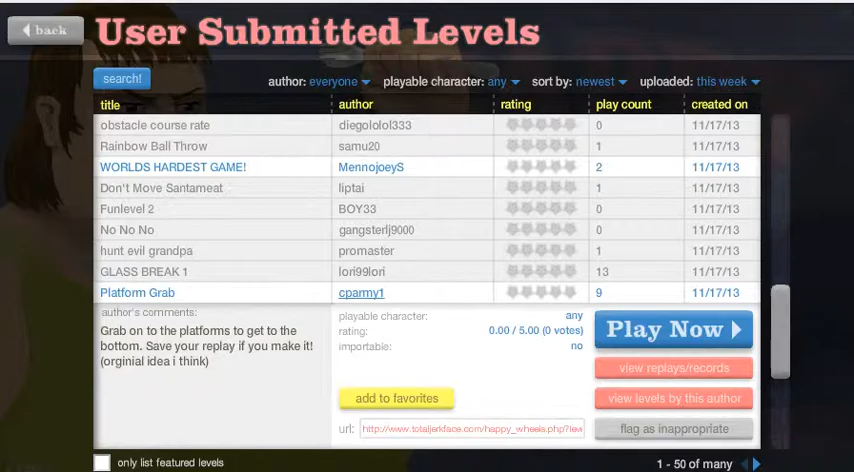 back
User Submitted Levels
search!
author: everyone playable character: any sort by: newest uploaded: this week
title author rating play count created on
obstacle course rate diegololol333 0 11/17/13
Rainbow Ball Throw samu20 1 11/17/13
WORLDS HARDEST GAME! MennojoeyS 2 11/17/13
Don't Move Santameat liptai 1 11/17/13
Funlevel 2 BOY33 0 11/17/13
No No No gangsterlj9000 0 11/17/13
hunt evil grandpa promaster 1 11/17/13
GLASS BREAK 1 lori99lori 13 11/17/13
Platform Grab cparmy1 9 11/17/13
author's comments:
Grab on to the platforms to get to the
bottom. Save your replay if you make it!
(orginial idea i think)
playable character: any
rating: 0.00 / 5.00 (0 votes)
importable: no
add to favorites
url: http://www.totaljerkface.com/happy_wheels.php?lev
Play Now
view replays/records
view levels by this author
flag as inappropriate
only list featured levels
1 - 50 of many